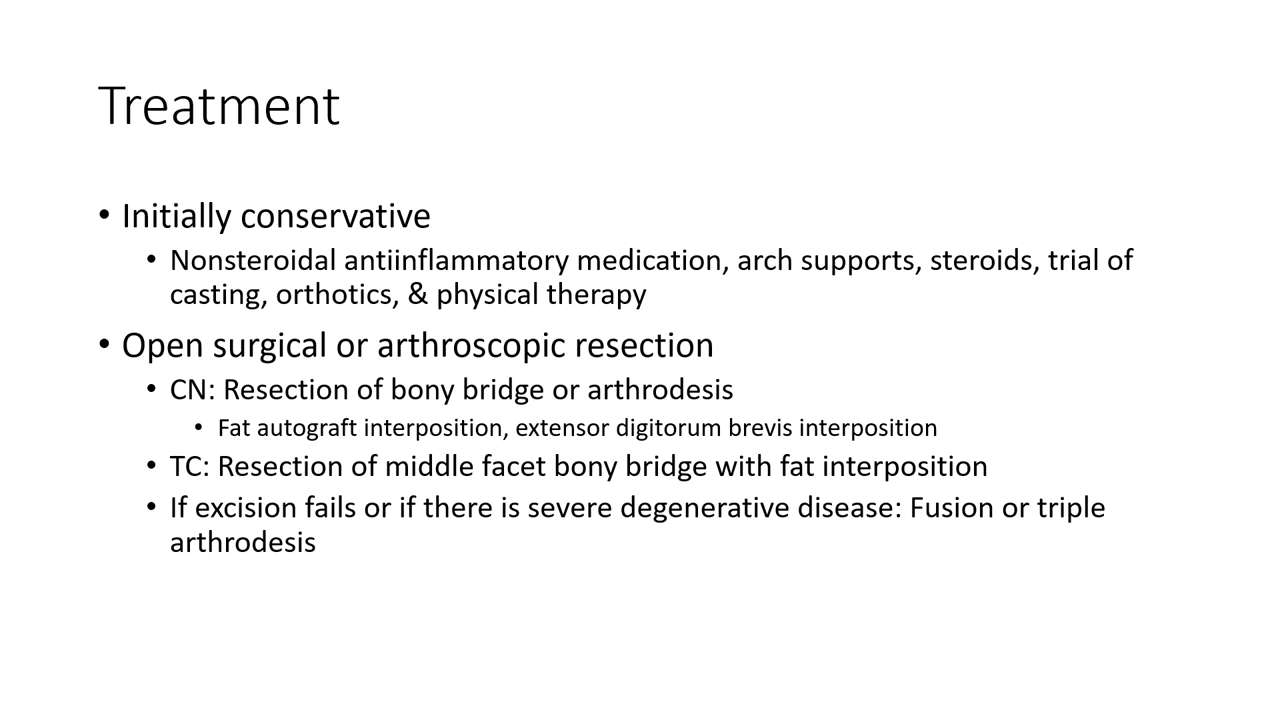 Treatment
• Initially conservative
• Nonsteroidal antiinflammatory medication, arch supports, steroids, trial of
casting, orthotics, & physical therapy
• Open surgical or arthroscopic resection
• CN: Resection of bony bridge or arthrodesis
• Fat autograft interposition, extensor digitorum brevis interposition
• TC: Resection of middle facet bony bridge with fat interposition
• If excision fails or if there is severe degenerative disease: Fusion or triple
arthrodesis